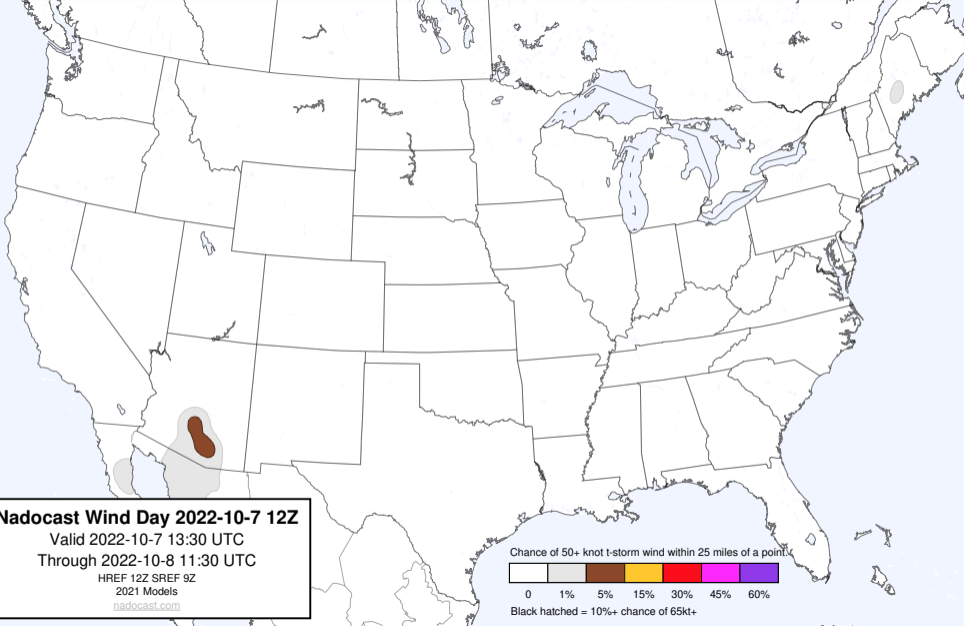 Nadocast Wind Day 2022-10-7 12Z
Valid 2022-10-7 13:30 UTC
Through 2022-10-8 11:30 UTC
HREF 12Z SREF 9Z
2021 Models
nadocast.com
Chance of 50+ knot t-storm wind within 25 miles of a point.
0 1% 5% 15% 30% 45% 60%
Black hatched = 10%+ chance of 65kt+